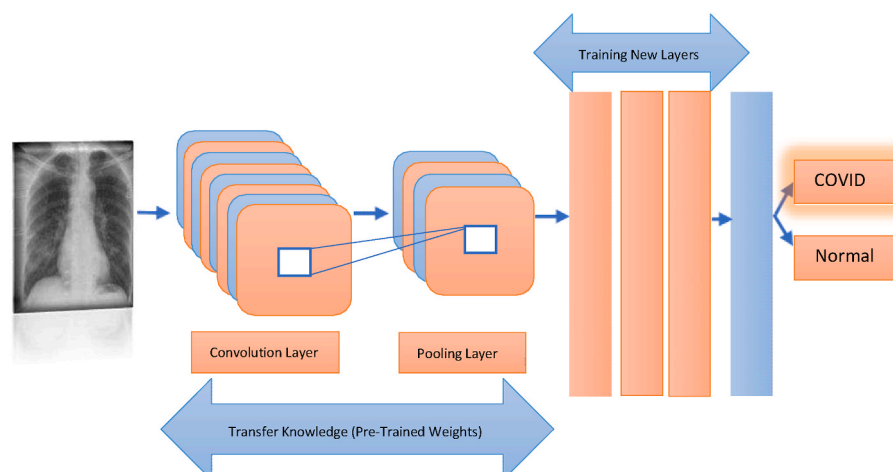 Training New Layers
COVID
Normal
Convolution Layer
Pooling Layer
Transfer Knowledge (Pre-Trained Weights)